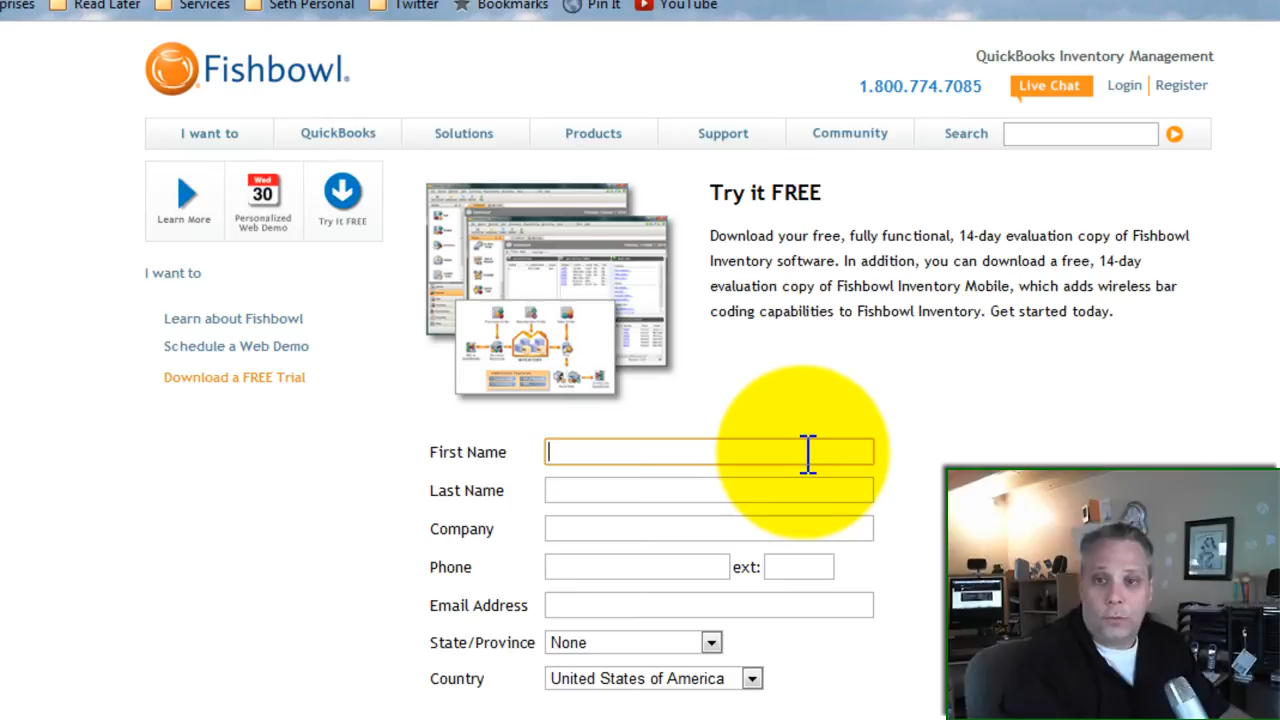 prises Read Later Services Seth Personal Twitter Bookmarks Pin It YouTube
Fishbowl.
QuickBooks Inventory Management
1.800.774.7085 Live Chat Login Register
I want to QuickBooks Solutions Products Support Community Search
Learn More
Wed
30
Personalized
Web Demo
Try It FREE
I want to
Learn about Fishbowl
Schedule a Web Demo
Download a FREE Trial
Try it FREE
Download your free, fully functional, 14-day evaluation copy of Fishbowl
Inventory software. In addition, you can download a free, 14-day
evaluation copy of Fishbowl Inventory Mobile, which adds wireless bar
coding capabilities to Fishbowl Inventory. Get started today.
First Name
Last Name
Company
Phone ext:
Email Address
State/Province None
Country United States of America